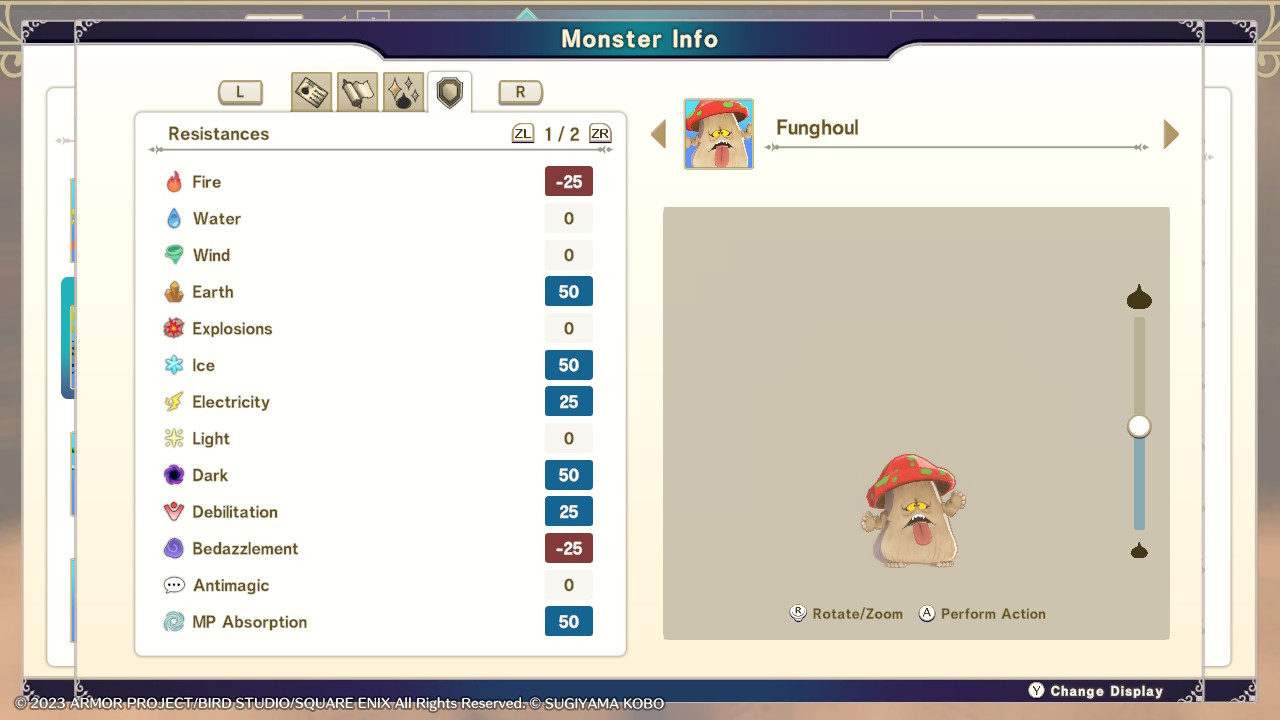 Monster Info
L
R
Resistances
ZL 1 / 2 ZR
Fire -25
Water 0
Wind 0
Earth 50
Explosions 0
Ice 50
Electricity 25
Light 0
Dark 50
Debilitation 25
Bedazzlement -25
Antimagic 0
MP Absorption 50
Funghoul
R Rotate/Zoom A Perform Action
Y Change Display
© 2023 ARMOR PROJECT/BIRD STUDIO/SQUARE ENIX All Rights Reserved. © SUGIYAMA KOBO